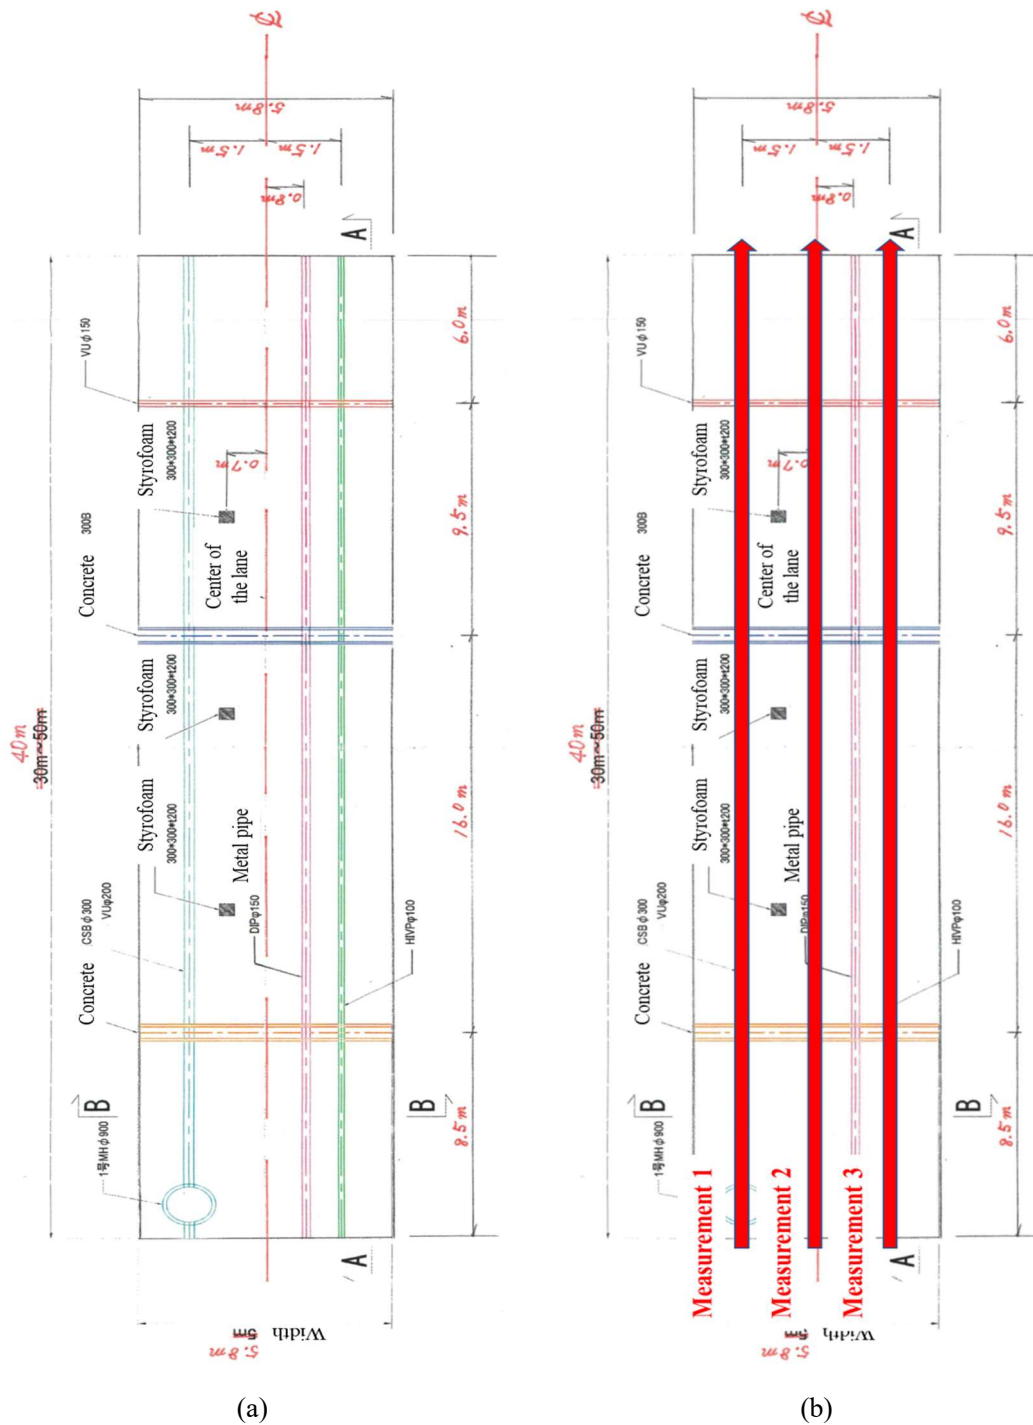 ℄
5.8m
1.5m
1.5m
0.8m
A
VUφ150
6.0m
Styrofoam
300*300*t200
0.7m
Concrete 300B
Center of
the lane
9.5m
Styrofoam
300*300*t200
40m
30m~50m
Styrofoam
300*300*t200
Metal pipe
16.0m
CSBφ300
VUφ200
DIPφ150
HIVPφ100
Concrete
B
B
1号MHφ900
8.5m
A
Width
5m
5.8m
(a)
℄
5.8m
1.5m
1.5m
0.8m
A
VUφ150
6.0m
Styrofoam
300*300*t200
0.7m
Concrete 300B
Center of
the lane
9.5m
Styrofoam
300*300*t200
40m
30m~50m
Styrofoam
300*300*t200
Metal pipe
16.0m
CSBφ300
VUφ200
DIPφ150
HIVPφ100
Concrete
B
B
1号MHφ900
8.5m
Measurement 1
Measurement 2
Measurement 3
A
Width
5m
5.8m
(b)